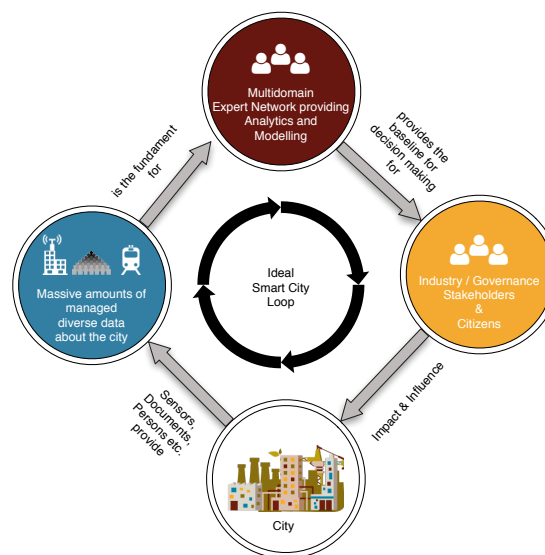 Multidomain
Expert Network providing
Analytics and
Modelling
is the fundament
for
provides the
baseline for
decision making
for
Massive amounts of
managed
diverse data
about the city
Ideal
Smart City
Loop
Industry / Governance
Stakeholders
&
Citizens
Sensors,
Documents,
Persons etc.
provide
Impact & Influence
City